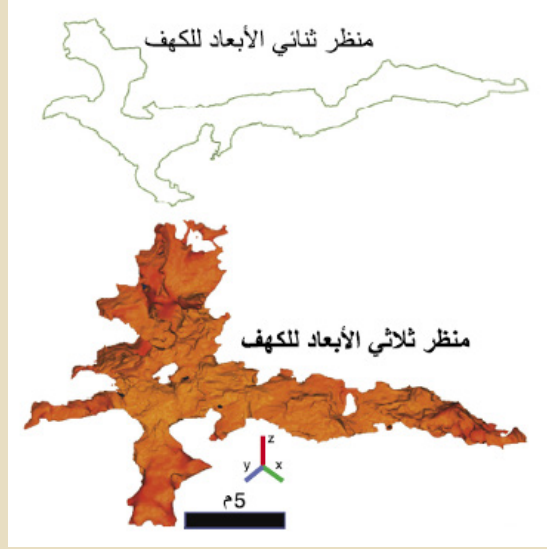 منظر ثنائي الأبعاد للكهف
منظر ثلاثي الأبعاد للكهف
z
y
x
5م